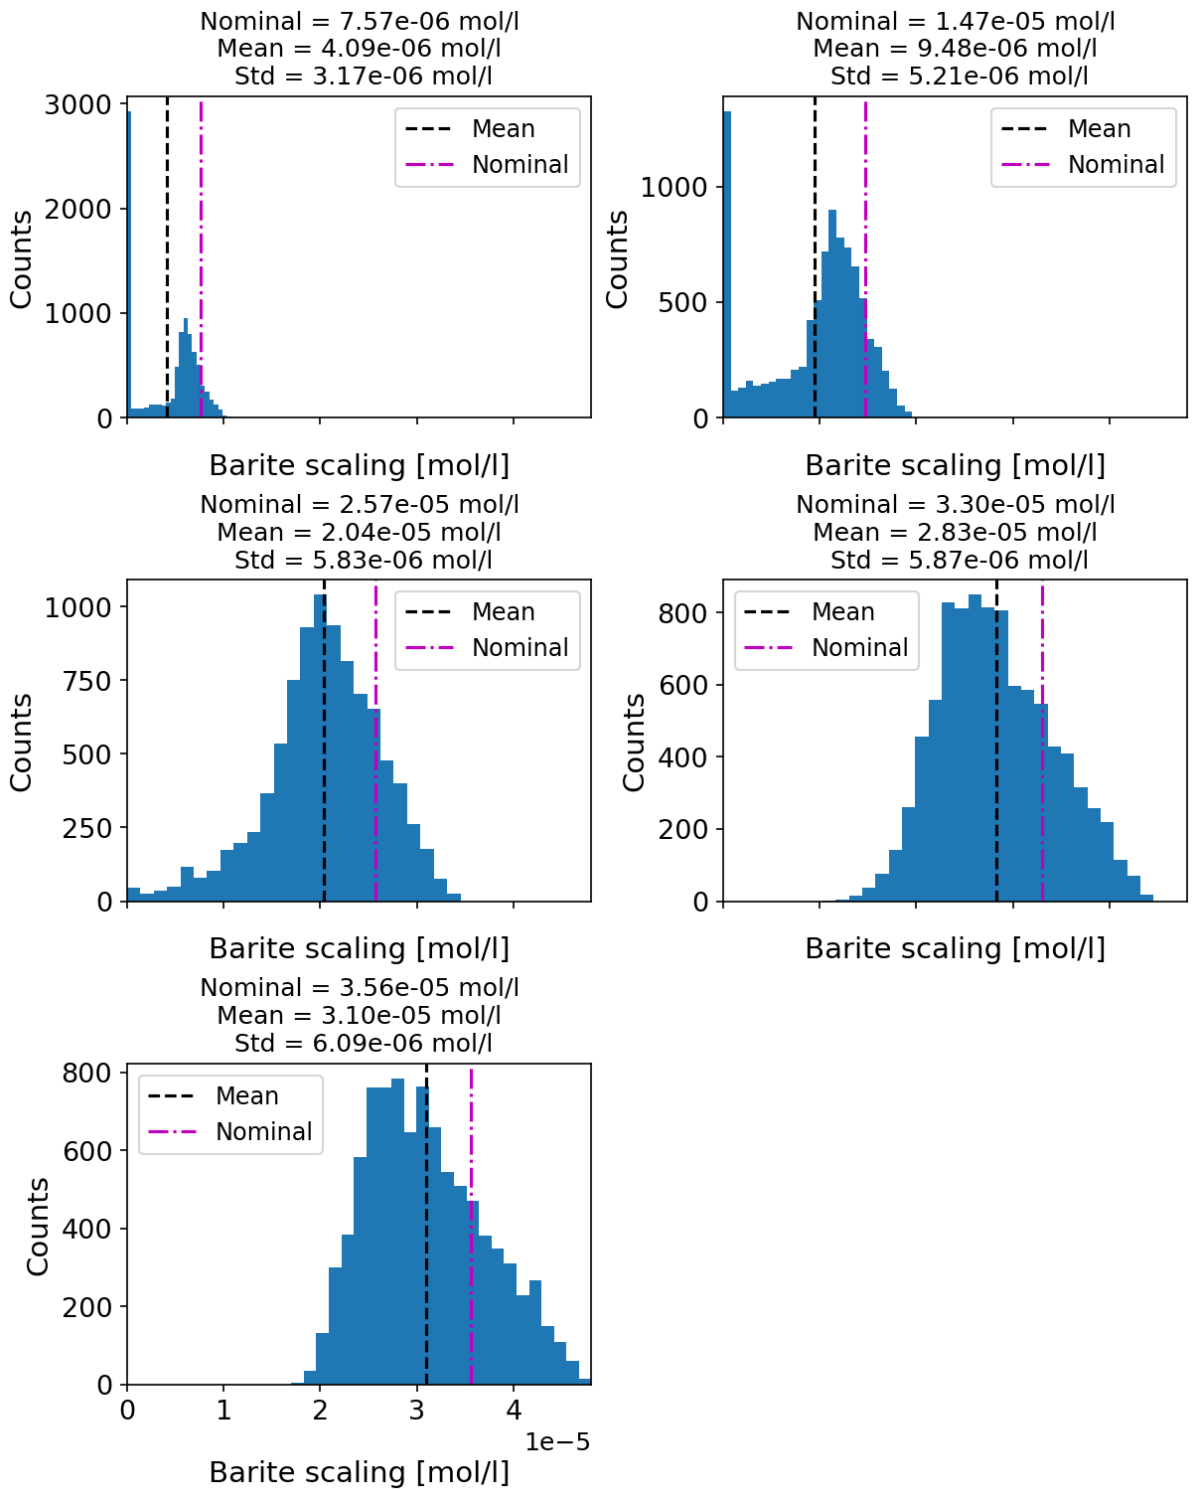 Nominal = 7.57e-06 mol/l
Mean = 4.09e-06 mol/l
Std = 3.17e-06 mol/l
3000
2000
1000
0
Counts
Mean
Nominal
Barite scaling [mol/l]
Nominal = 1.47e-05 mol/l
Mean = 9.48e-06 mol/l
Std = 5.21e-06 mol/l
1000
500
0
Counts
Mean
Nominal
Barite scaling [mol/l]
Nominal = 2.57e-05 mol/l
Mean = 2.04e-05 mol/l
Std = 5.83e-06 mol/l
1000
750
500
250
0
Counts
Mean
Nominal
Barite scaling [mol/l]
Nominal = 3.30e-05 mol/l
Mean = 2.83e-05 mol/l
Std = 5.87e-06 mol/l
800
600
400
200
0
Counts
Mean
Nominal
Barite scaling [mol/l]
Nominal = 3.56e-05 mol/l
Mean = 3.10e-05 mol/l
Std = 6.09e-06 mol/l
800
600
400
200
0
Counts
Mean
Nominal
0 1 2 3 4
1e−5
Barite scaling [mol/l]